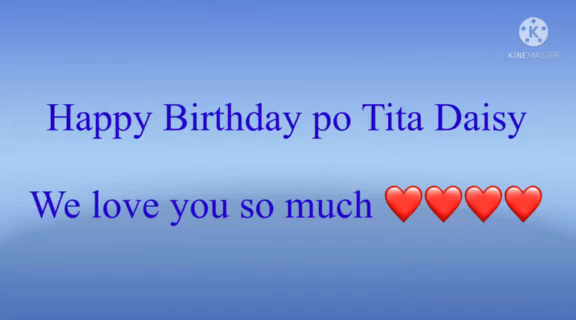 KINEMASTER
Happy Birthday po Tita Daisy
We love you so much ❤️❤️❤️❤️